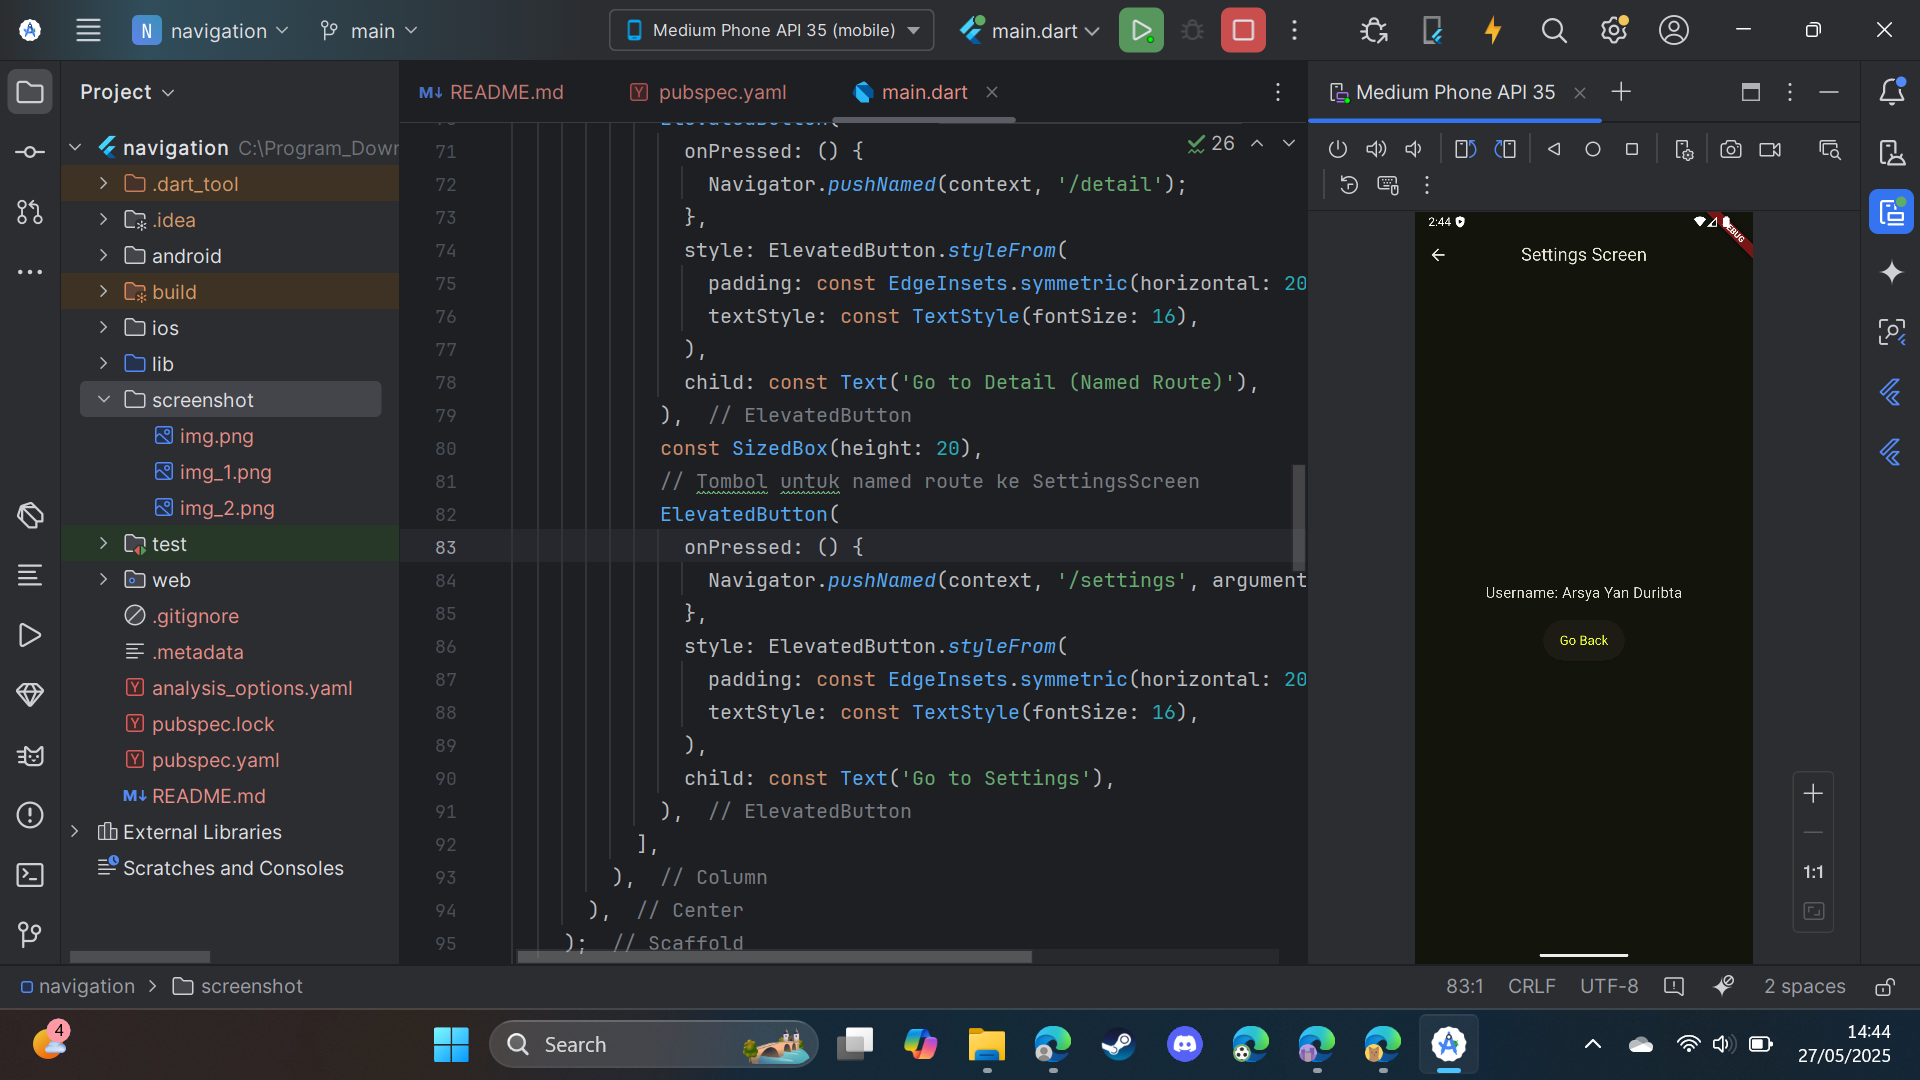 N navigation main Medium Phone API 35 (mobile) main.dart
Project
README.md pubspec.yaml main.dart
Medium Phone API 35
navigation C:\Program_Dow
.dart_tool
.idea
android
build
ios
lib
screenshot
img.png
img_1.png
img_2.png
test
web
.gitignore
.metadata
analysis_options.yaml
pubspec.lock
pubspec.yaml
README.md
External Libraries
Scratches and Consoles
26
71 onPressed: () {
72 Navigator.pushNamed(context, '/detail');
73 },
74 style: ElevatedButton.styleFrom(
75 padding: const EdgeInsets.symmetric(horizontal: 20
76 textStyle: const TextStyle(fontSize: 16),
77 ),
78 child: const Text('Go to Detail (Named Route)'),
79 ), // ElevatedButton
80 const SizedBox(height: 20),
81 // Tombol untuk named route ke SettingsScreen
82 ElevatedButton(
83 onPressed: () {
84 Navigator.pushNamed(context, '/settings', argument
85 },
86 style: ElevatedButton.styleFrom(
87 padding: const EdgeInsets.symmetric(horizontal: 20
88 textStyle: const TextStyle(fontSize: 16),
89 ),
90 child: const Text('Go to Settings'),
91 ), // ElevatedButton
92 ],
93 ), // Column
94 ), // Center
95 ); // Scaffold
2:44
Settings Screen
Username: Arsya Yan Duribta
Go Back
1:1
navigation screenshot
83:1 CRLF UTF-8 2 spaces
4
Search
14:44
27/05/2025